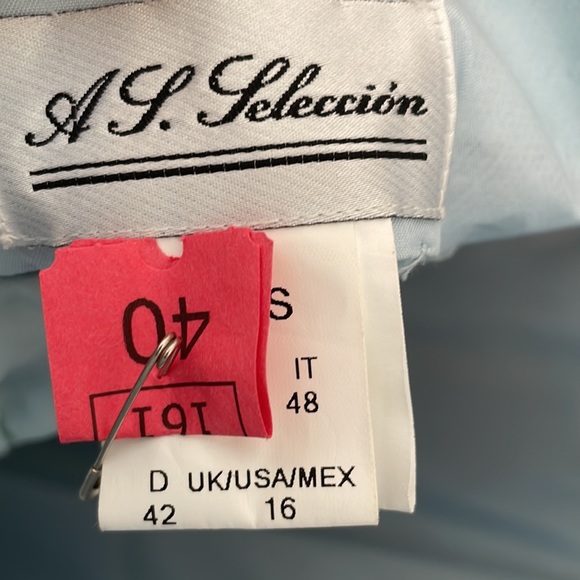 A S. Selección
40
161
S
IT
48
D UK/USA/MEX
42 16